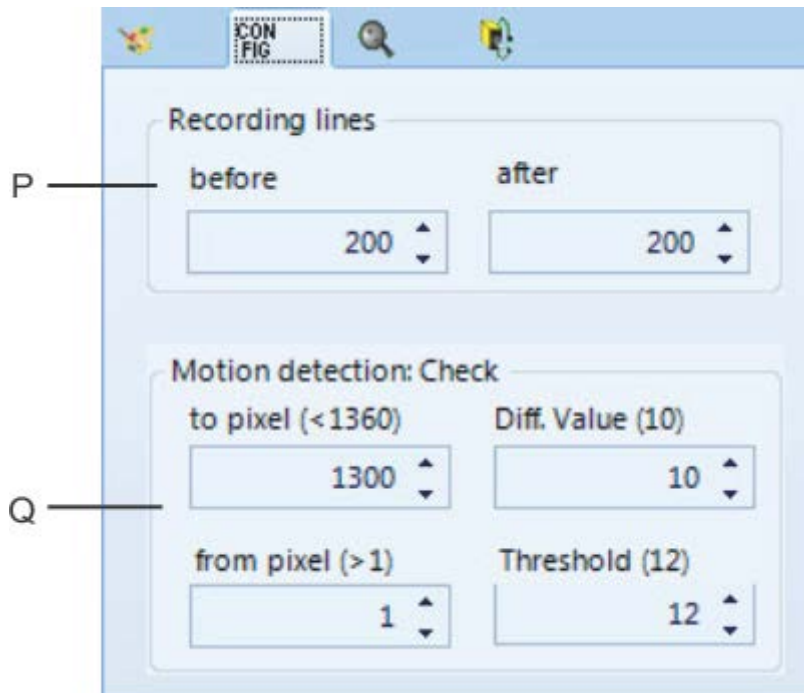 CON
FIG
Recording lines
P
before after
200 200
Motion detection: Check
to pixel (<1360) Diff. Value (10)
1300 10
Q
from pixel (>1) Threshold (12)
1 12